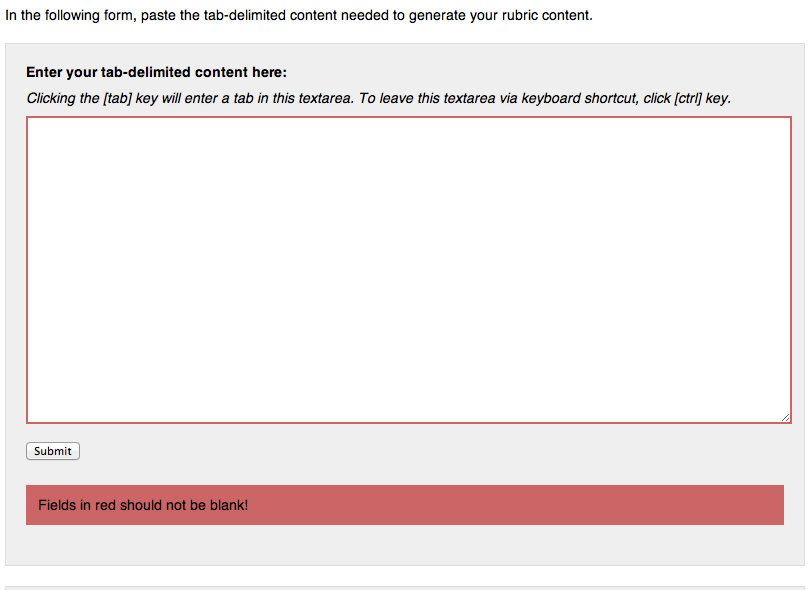 In the following form, paste the tab-delimited content needed to generate your rubric content.
Enter your tab-delimited content here:
Clicking the [tab] key will enter a tab in this textarea. To leave this textarea via keyboard shortcut, click [ctrl] key.
Submit
Fields in red should not be blank!